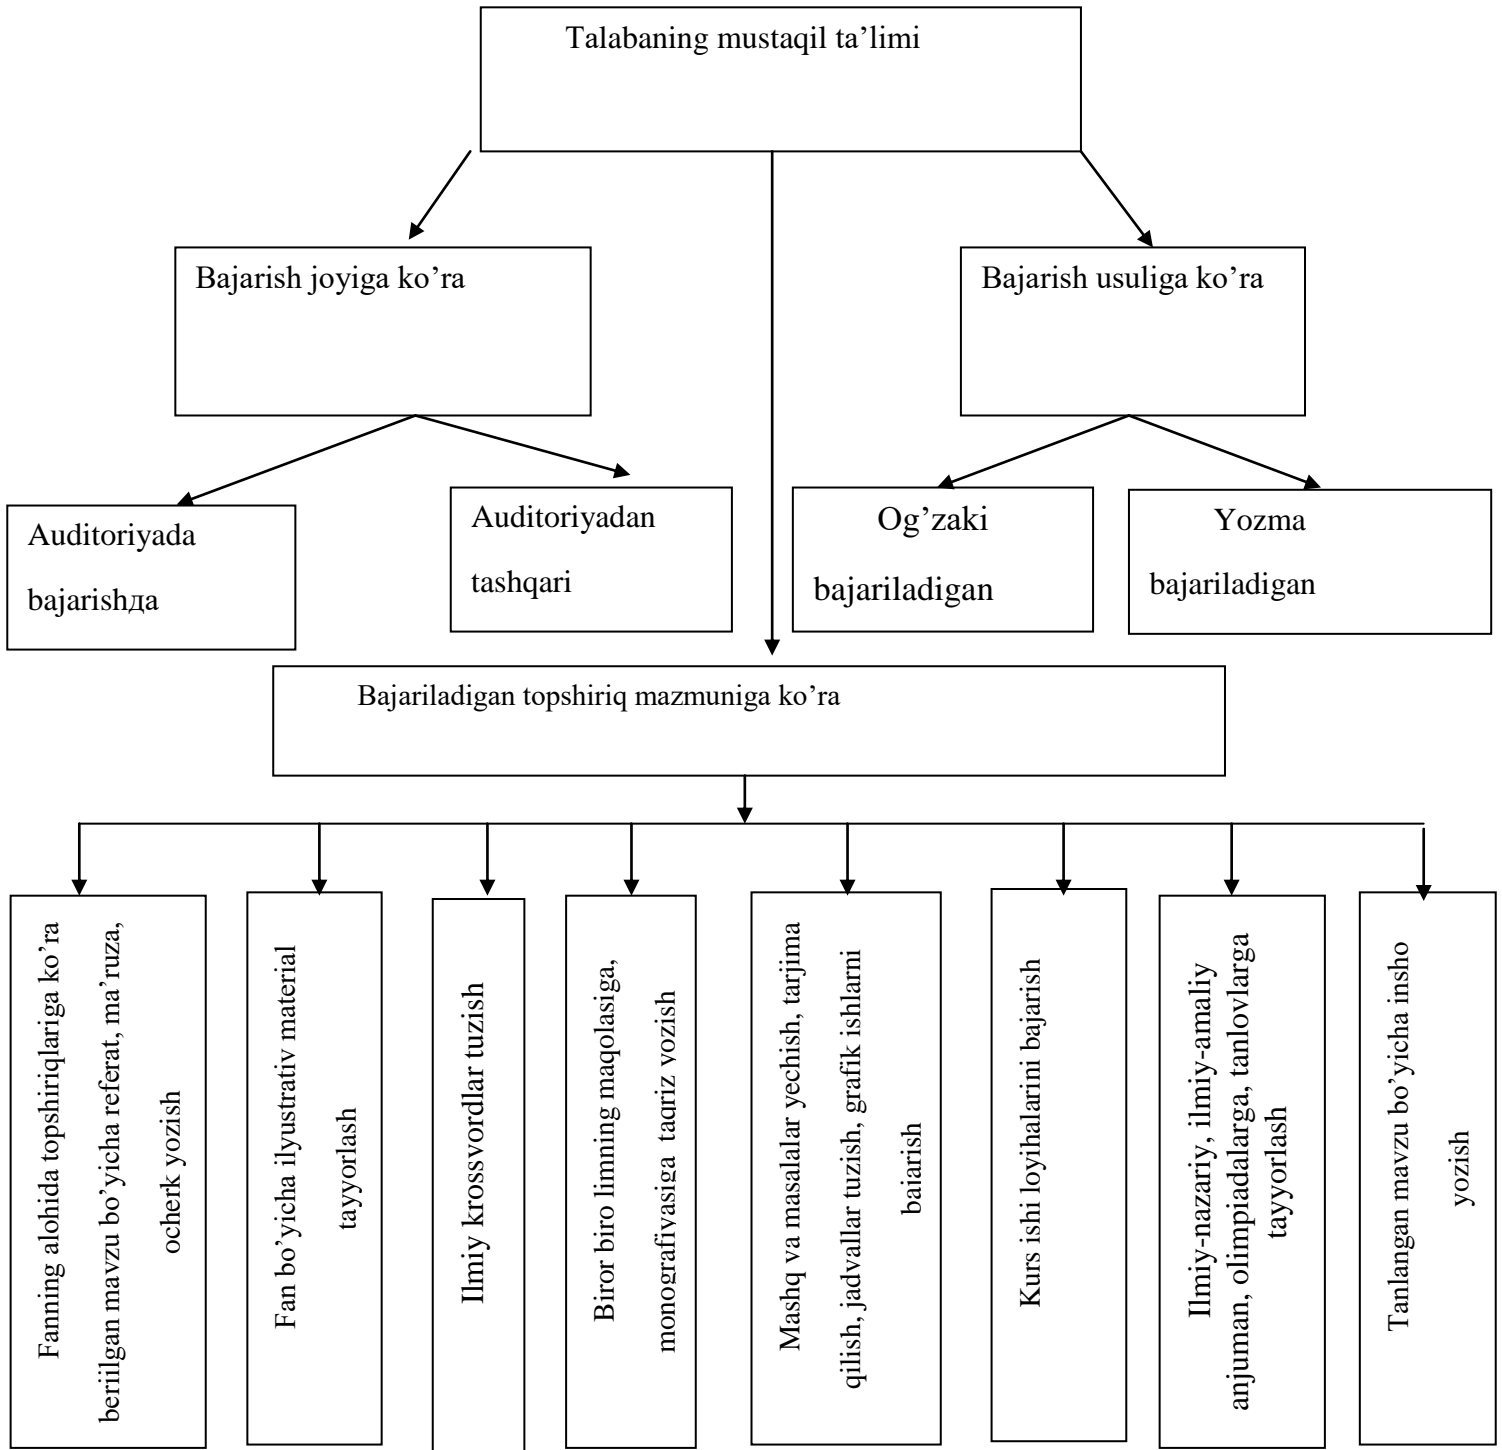 Talabaning mustaqil ta’limi
Bajarish joyiga ko’ra
Bajarish usuliga ko’ra
Auditoriyada
bajarishда
Auditoriyadan
tashqari
Og’zaki
bajariladigan
Yozma
bajariladigan
Bajariladigan topshiriq mazmuniga ko’ra
Fanning alohida topshiriqlariga ko’ra
beriilgan mavzu bo’yicha referat, ma’ruza,
ocherk yozish
Fan bo’yicha ilyustrativ material
tayyorlash
Ilmiy krossvordlar tuzish
Biror biro limning maqolasiga,
monografiyasiga taqriz yozish
Mashq va masalalar yechish, tarjima
qilish, jadvallar tuzish, grafik ishlarni
bajarish
Kurs ishi loyihalarini bajarish
Ilmiy-nazariy, ilmiy-amaliy
anjuman, olimpiadalarga, tanlovlarga
tayyorlash
Tanlangan mavzu bo’yicha insho
yozish